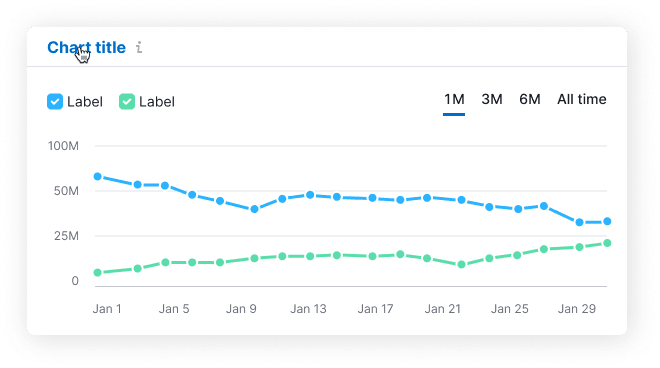 Chart title i
Label Label
1M 3M 6M All time
100M
50M
25M
0
Jan 1 Jan 5 Jan 9 Jan 13 Jan 17 Jan 21 Jan 25 Jan 29